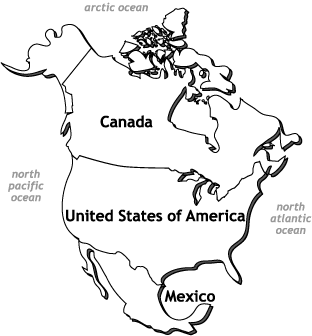 arctic ocean
Canada
north
pacific
ocean
United States of America
north
atlantic
ocean
Mexico